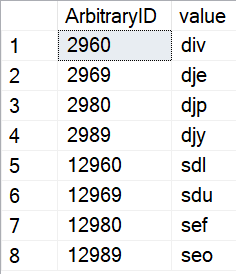 ArbitraryID value
1 2960 div
2 2969 dje
3 2980 djp
4 2989 djy
5 12960 sdl
6 12969 sdu
7 12980 sef
8 12989 seo